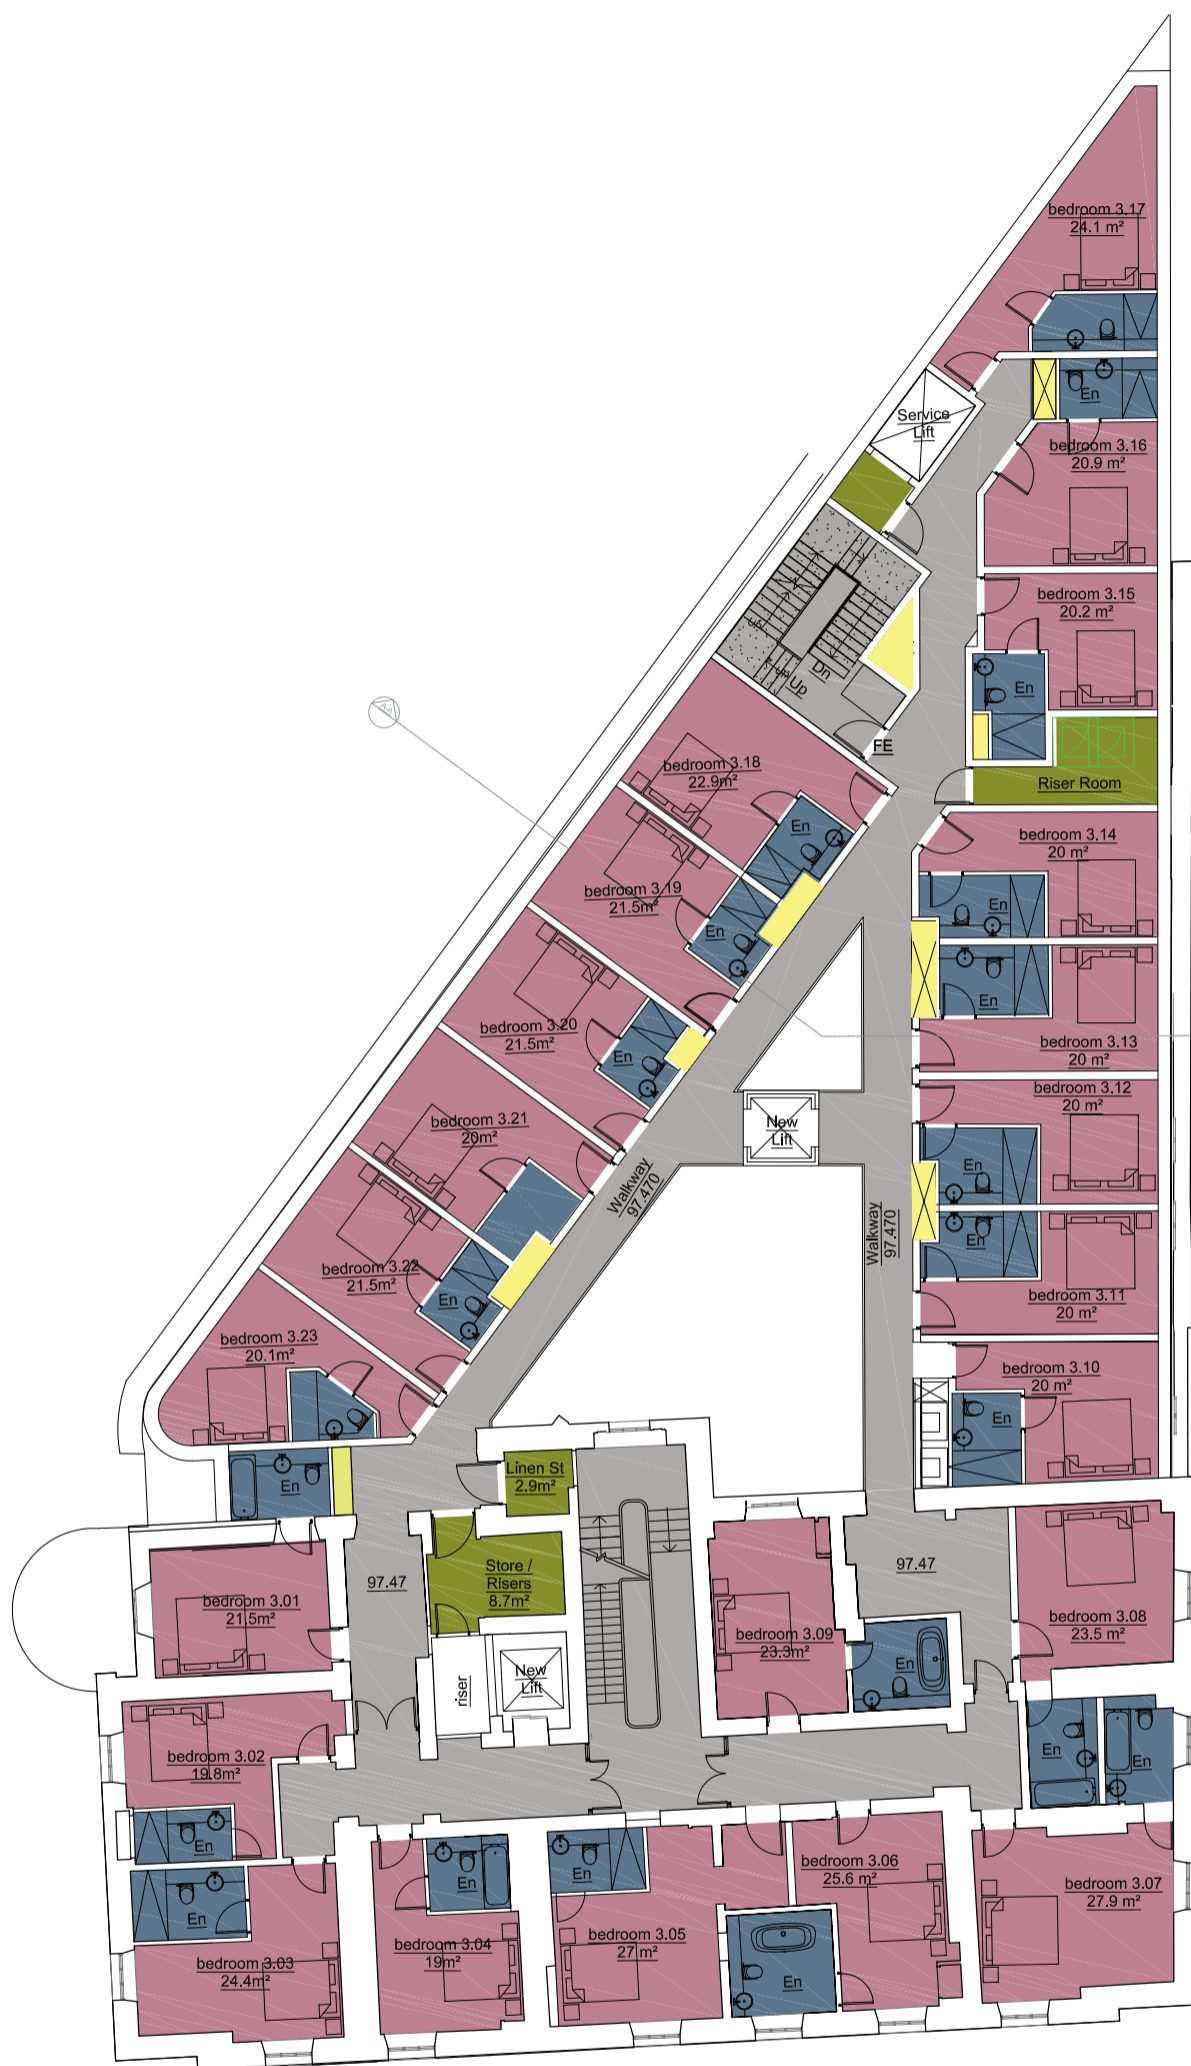 bedroom 3.17
24.1 m²
Service
Lift
En
bedroom 3.16
20.9 m²
bedroom 3.15
20.2 m²
En
UP
UP
Up
Dn
FE
Riser Room
bedroom 3.18
22.9m²
En
bedroom 3.14
20 m²
En
bedroom 3.19
21.5m²
En
En
bedroom 3.20
21.5m²
En
bedroom 3.13
20 m²
bedroom 3.12
20 m²
New
Lift
bedroom 3.21
20m²
En
Walkway
97.470
Walkway
97.470
En
bedroom 3.22
21.5m²
En
bedroom 3.11
20 m²
bedroom 3.23
20.1m²
bedroom 3.10
20 m²
En
En
Linen St
2.9m²
97.47
Store /
Risers
8.7m²
97.47
bedroom 3.01
21.5m²
bedroom 3.09
23.3m²
bedroom 3.08
23.5 m²
En
riser
New
Lift
bedroom 3.02
19.8m²
En
En
En
bedroom 3.06
25.6 m²
En
En
bedroom 3.07
27.9 m²
En
bedroom 3.05
27 m²
bedroom 3.04
19m²
bedroom 3.03
24.4m²
En